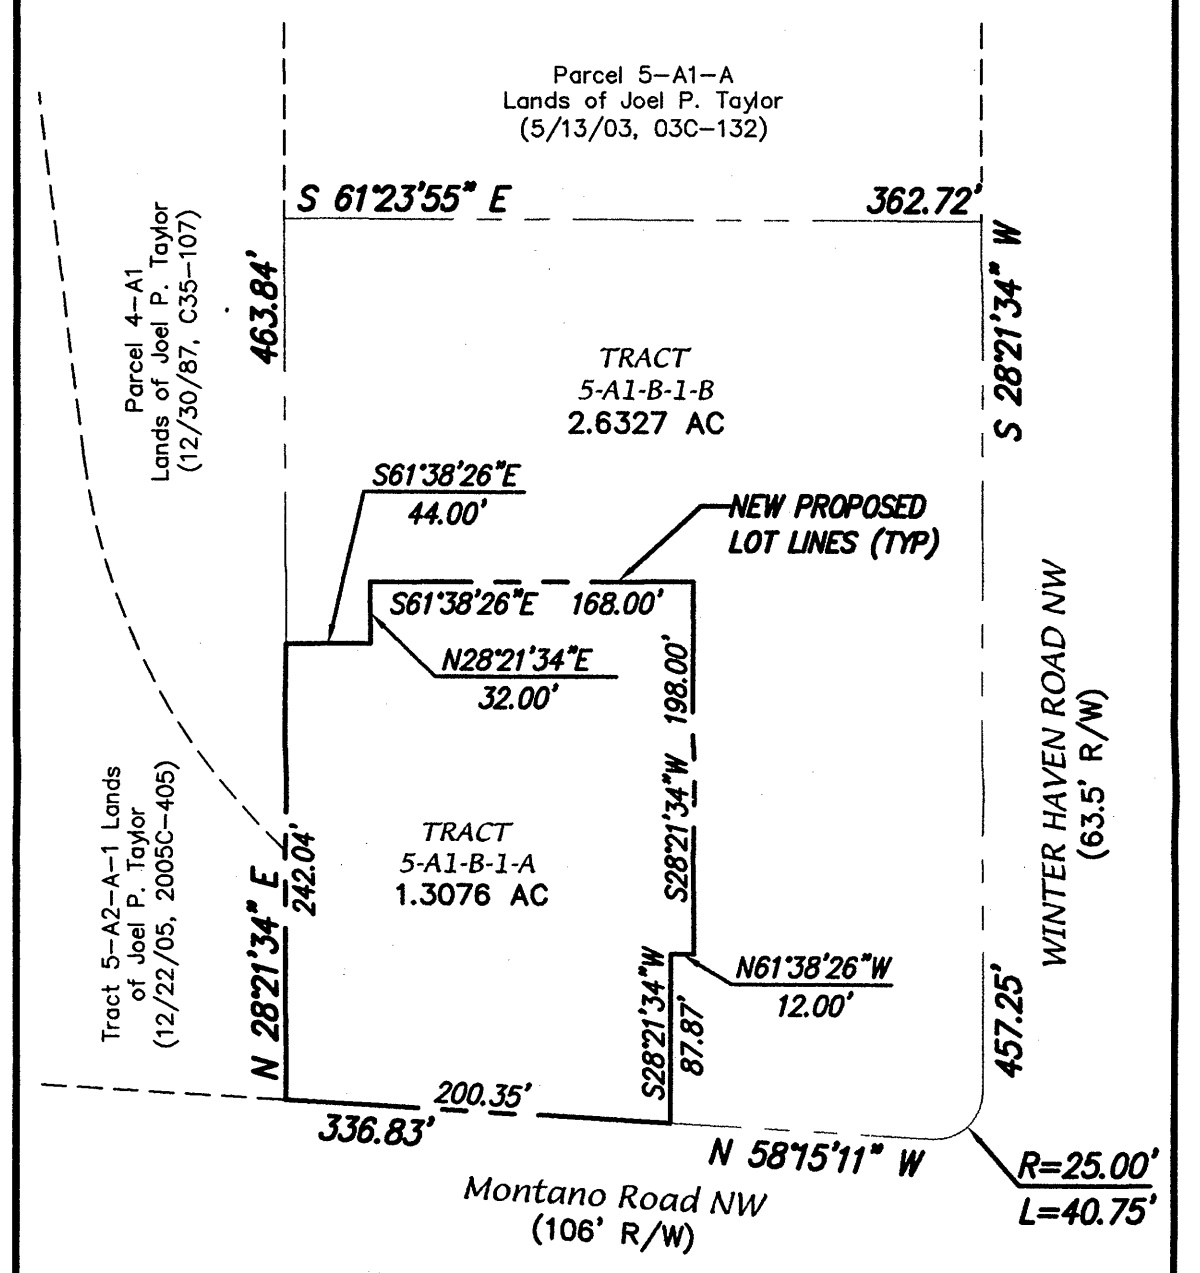 Parcel 5-A1-A
Lands of Joel P. Taylor
(5/13/03, 03C-132)
S 61°23'55" E
362.72'
Parcel 4-A1
Lands of Joel P. Taylor
(12/30/87, C35-107)
463.84'
S 28°21'34" W
TRACT
5-A1-B-1-B
2.6327 AC
S61°38'26"E
44.00'
NEW PROPOSED
LOT LINES (TYP)
S61°38'26"E 168.00'
N28°21'34"E
32.00'
S28°21'34"W 198.00'
WINTER HAVEN ROAD NW
(63.5' R/W)
Tract 5-A2-A-1 Lands
of Joel P. Taylor
(12/22/05, 2005C-405)
N 28°21'34" E
242.04'
TRACT
5-A1-B-1-A
1.3076 AC
N61°38'26"W
12.00'
S28°21'34"W
87.87'
457.25'
200.35'
336.83'
N 58°15'11" W
R=25.00'
L=40.75'
Montano Road NW
(106' R/W)